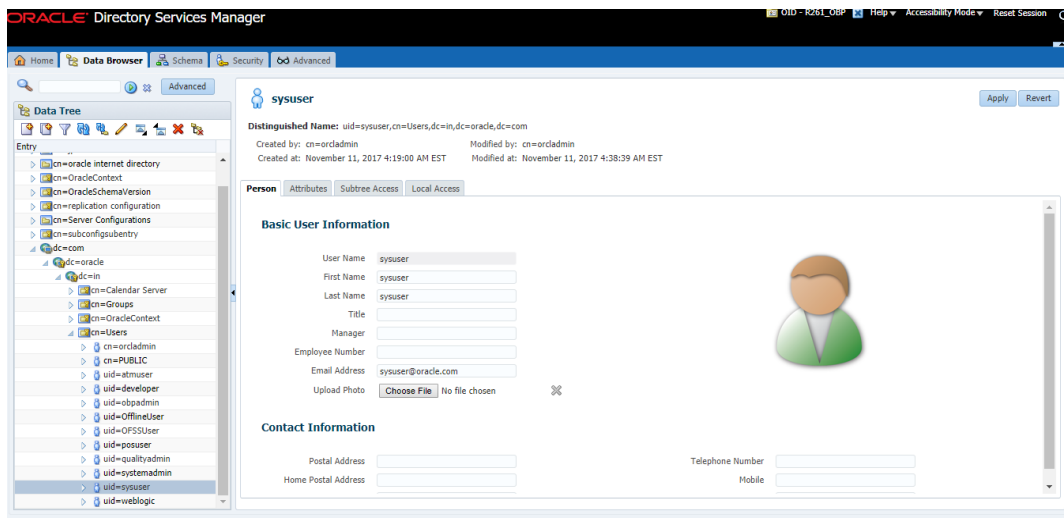 ORACLE Directory Services Manager
OID - R261_OBP Help Accessibility Mode Reset Session
Home Data Browser Schema Security Advanced
Advanced
Data Tree
Entry
cn=oracle internet directory
cn=OracleContext
cn=OracleSchemaVersion
cn=replication configuration
cn=Server Configurations
cn=subconfigsubentry
dc=com
dc=oracle
dc=in
cn=Calendar Server
cn=Groups
cn=OracleContext
cn=Users
cn=orcladmin
cn=PUBLIC
uid=atmuser
uid=developer
uid=obpadmin
uid=OfflineUser
uid=OFSSUser
uid=posuser
uid=qualityadmin
uid=systemadmin
uid=sysuser
uid=weblogic
sysuser
Apply Revert
Distinguished Name: uid=sysuser,cn=Users,dc=in,dc=oracle,dc=com
Created by: cn=orcladmin Modified by: cn=orcladmin
Created at: November 11, 2017 4:19:00 AM EST Modified at: November 11, 2017 4:38:39 AM EST
Person Attributes Subtree Access Local Access
Basic User Information
User Name sysuser
First Name sysuser
Last Name sysuser
Title
Manager
Employee Number
Email Address sysuser@oracle.com
Upload Photo Choose File No file chosen
Contact Information
Postal Address Telephone Number
Home Postal Address Mobile